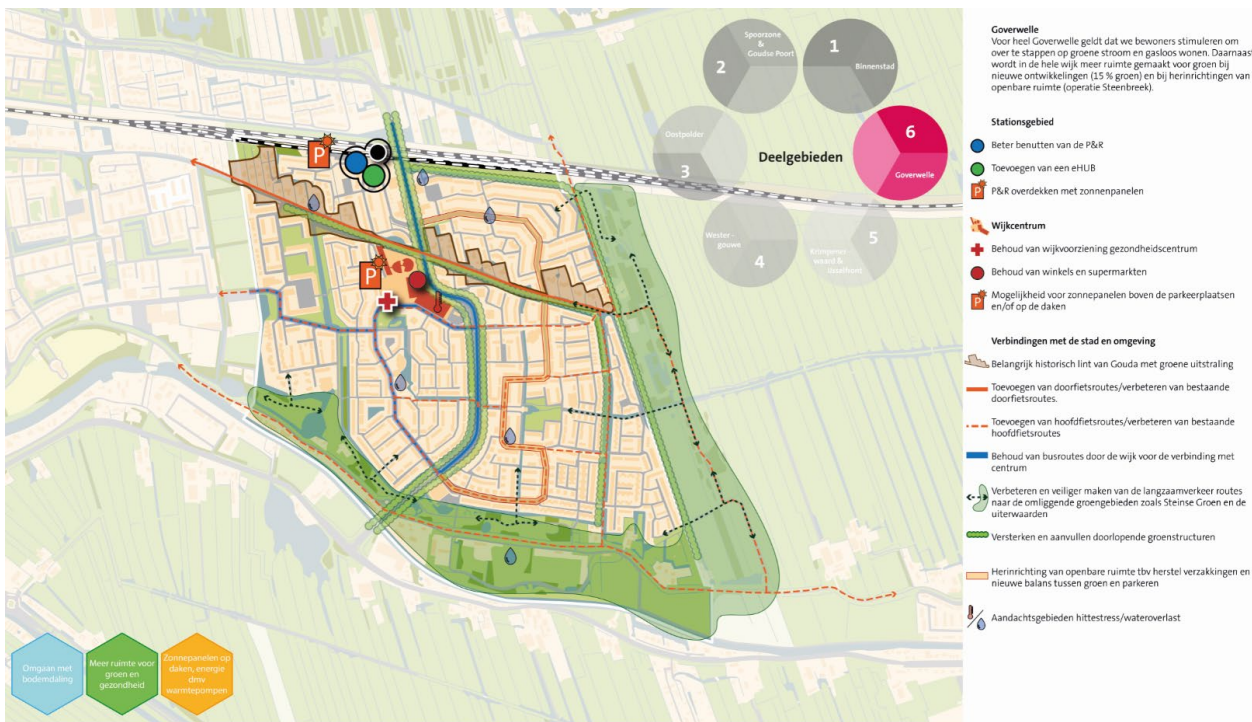 Spoorzone
&
Goudse Poort
2
1
Binnenstad
Oostpolder
3
Deelgebieden
6
Goverwelle
Wester-
gouwe
4
5
Krimpener-
waard &
IJsselfront
P
P
Omgaan met
bodemdaling
Meer ruimte voor
groen en
gezondheid
Zonnepanelen op
daken, energie
dmv
warmtepompen
Goverwelle
Voor heel Goverwelle geldt dat we bewoners stimuleren om
over te stappen op groene stroom en gasloos wonen. Daarnaast
wordt in de hele wijk meer ruimte gemaakt voor groen bij
nieuwe ontwikkelingen (15 % groen) en bij herinrichtingen van
openbare ruimte (operatie Steenbreek).
Stationsgebied
Beter benutten van de P&R
Toevoegen van een eHUB
P P&R overdekken met zonnenpanelen
Wijkcentrum
Behoud van wijkvoorziening gezondheidscentrum
Behoud van winkels en supermarkten
P Mogelijkheid voor zonnepanelen boven de parkeerplaatsen
en/of op de daken
Verbindingen met de stad en omgeving
Belangrijk historisch lint van Gouda met groene uitstraling
Toevoegen van doorfietsroutes/verbeteren van bestaande
doorfietsroutes.
Toevoegen van hoofdfietsroutes/verbeteren van bestaande
hoofdfietsroutes
Behoud van busroutes door de wijk voor de verbinding met
centrum
Verbeteren en veiliger maken van de langzaamverkeer routes
naar de omliggende groengebieden zoals Steinse Groen en de
uiterwaarden
Versterken en aanvullen doorlopende groenstructuren
Herinrichting van openbare ruimte tbv herstel verzakkingen en
nieuwe balans tussen groen en parkeren
Aandachtsgebieden hittestress/wateroverlast